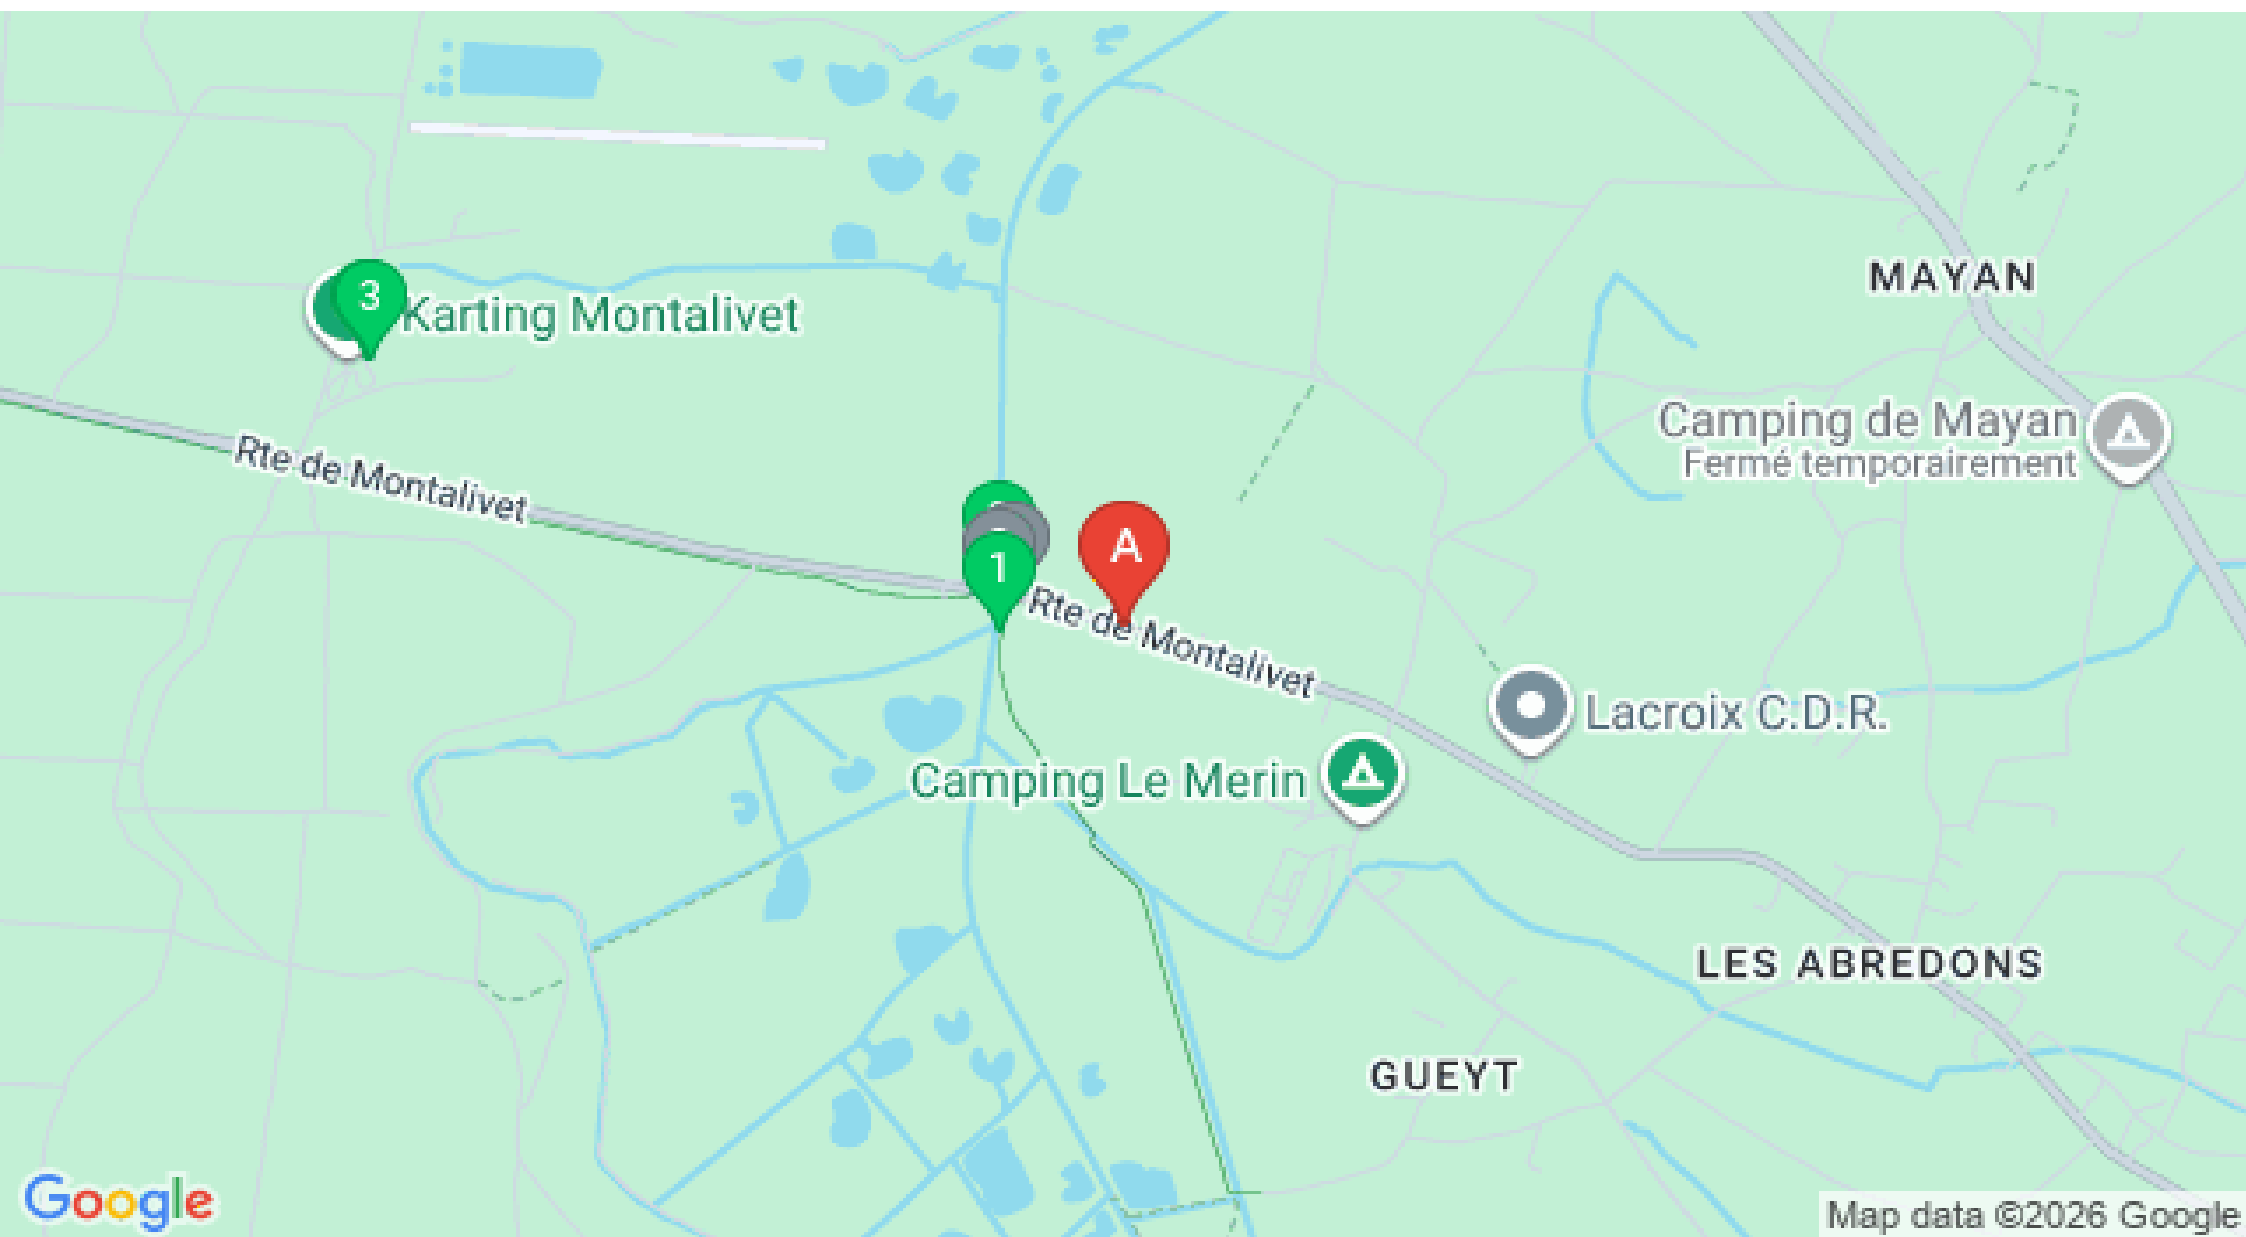 MAYAN
3
Karting Montalivet
Camping de Mayan
Fermé temporairement
Rte de Montalivet
A
1
Rte de Montalivet
Lacroix C.D.R.
Camping Le Merin
LES ABREDONS
GUEYT
Google
Map data ©2026 Google